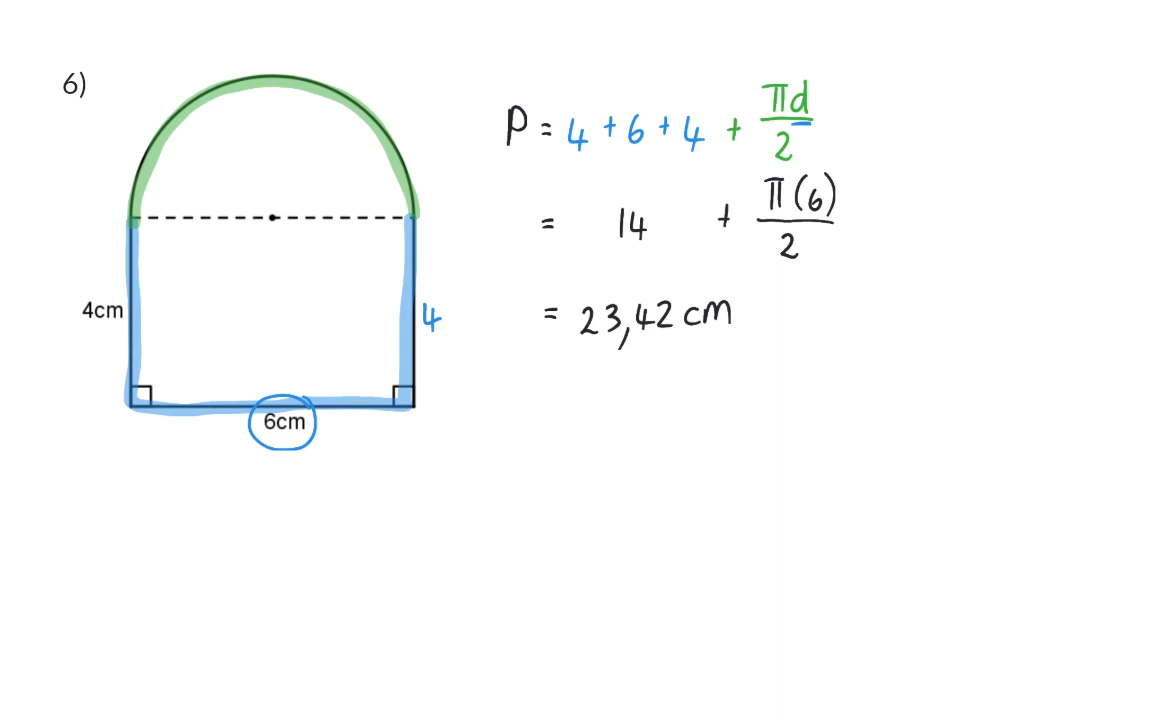 6)
P = 4 + 6 + 4 + πd/2
= 14 + π(6)/2
4cm
4
= 23,42 cm
6cm